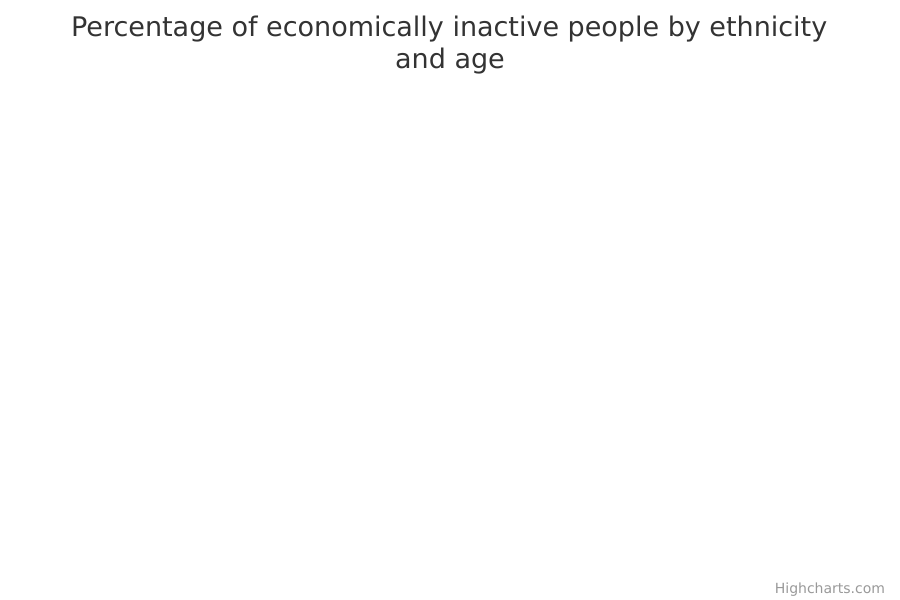 Percentage of economically inactive people by ethnicity
and age
Highcharts.com